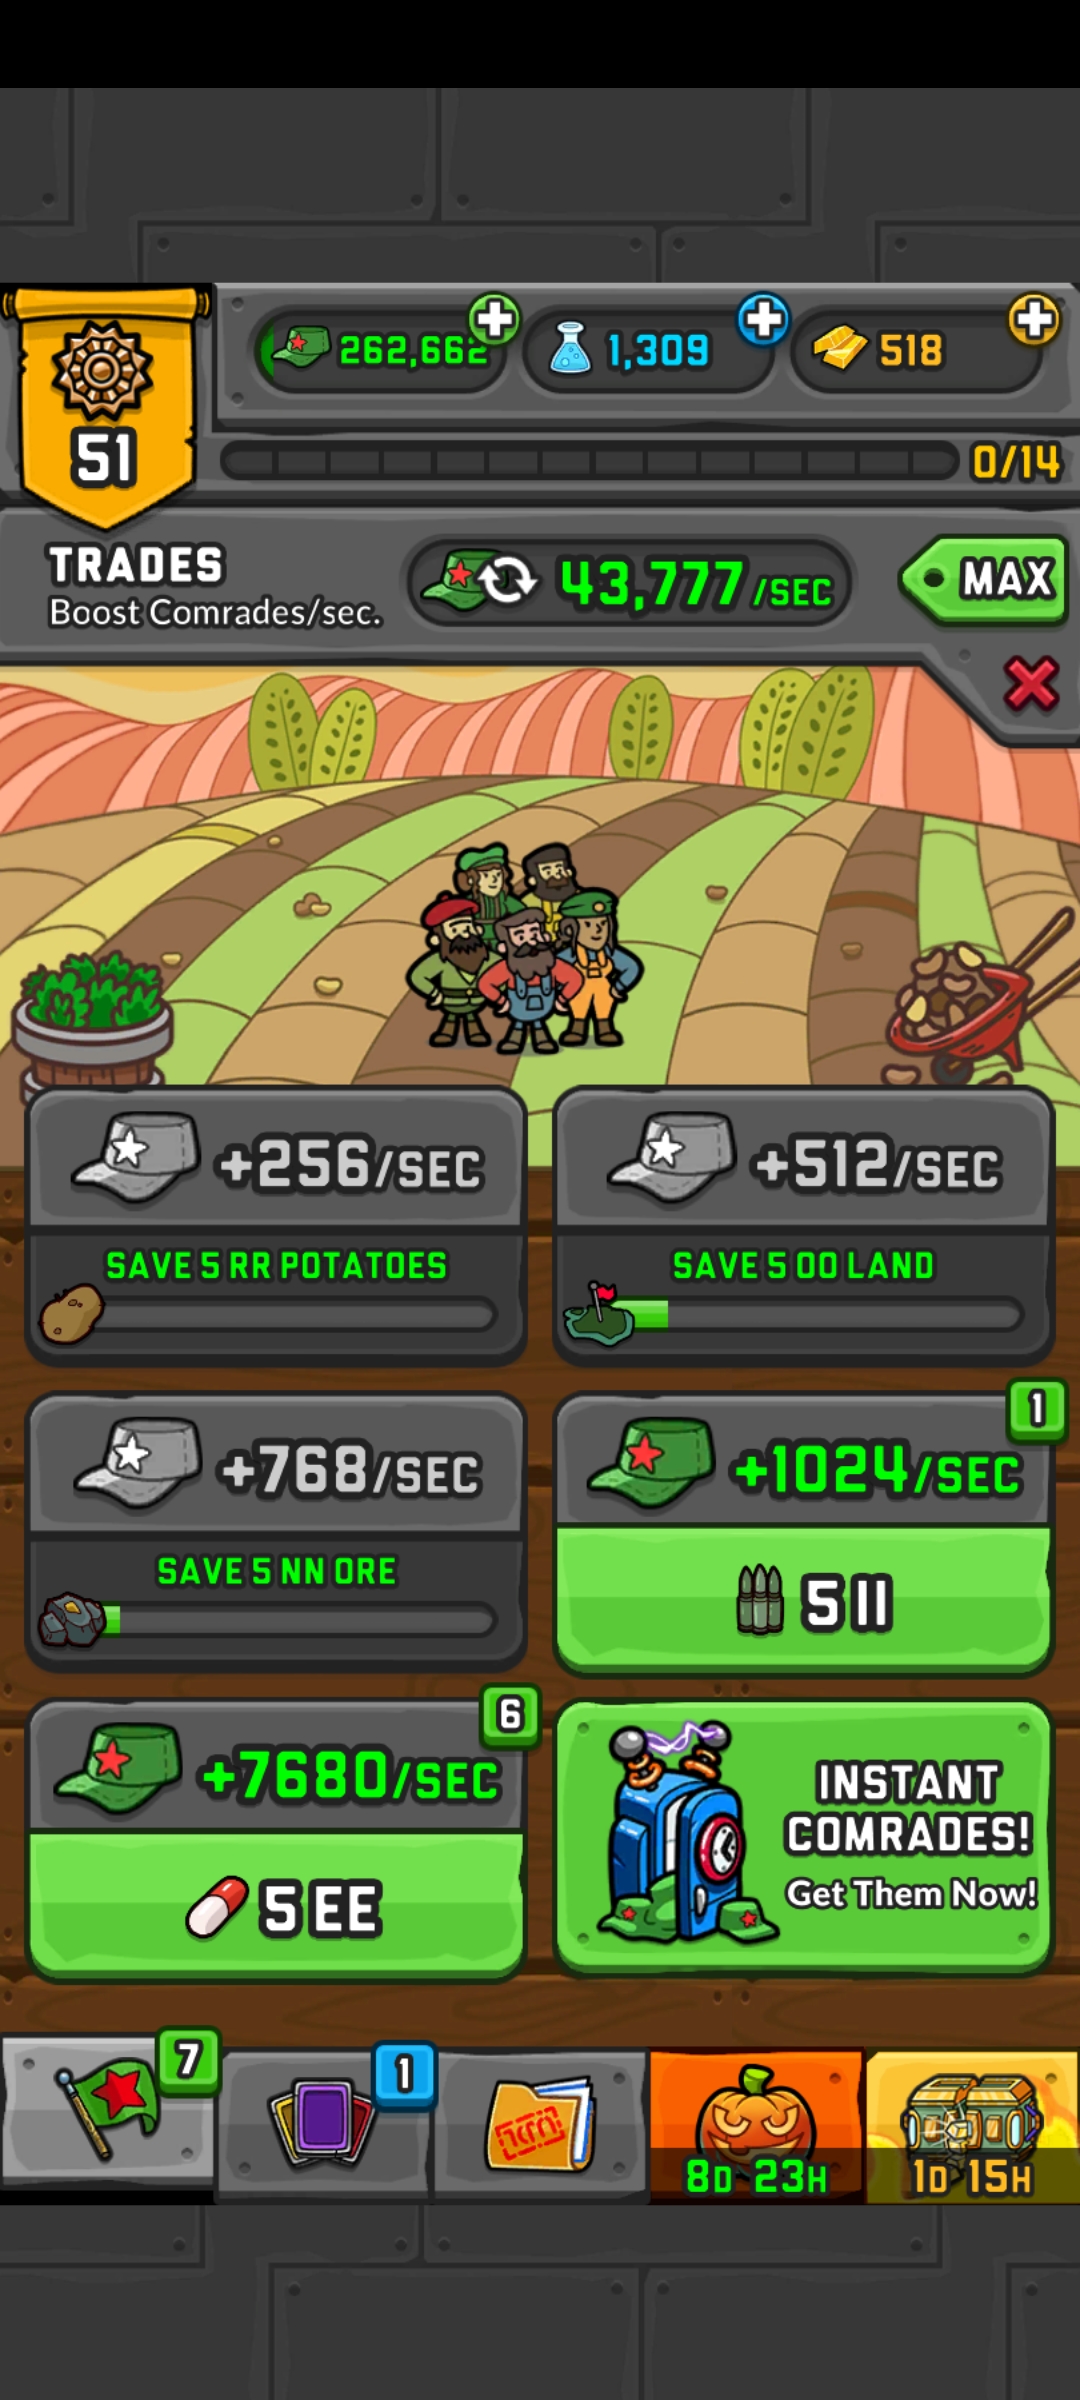 262,662
1,309
518
51
0/14
TRADES
Boost Comrades/sec.
43,777/SEC
MAX
+256/SEC
+512/SEC
SAVE 5 RR POTATOES
SAVE 5 OO LAND
+768/SEC
1
+1024/SEC
SAVE 5 NN ORE
5 II
6
+7680/SEC
INSTANT
COMRADES!
Get Them Now!
5 EE
7
1
8D 23H
1D 15H